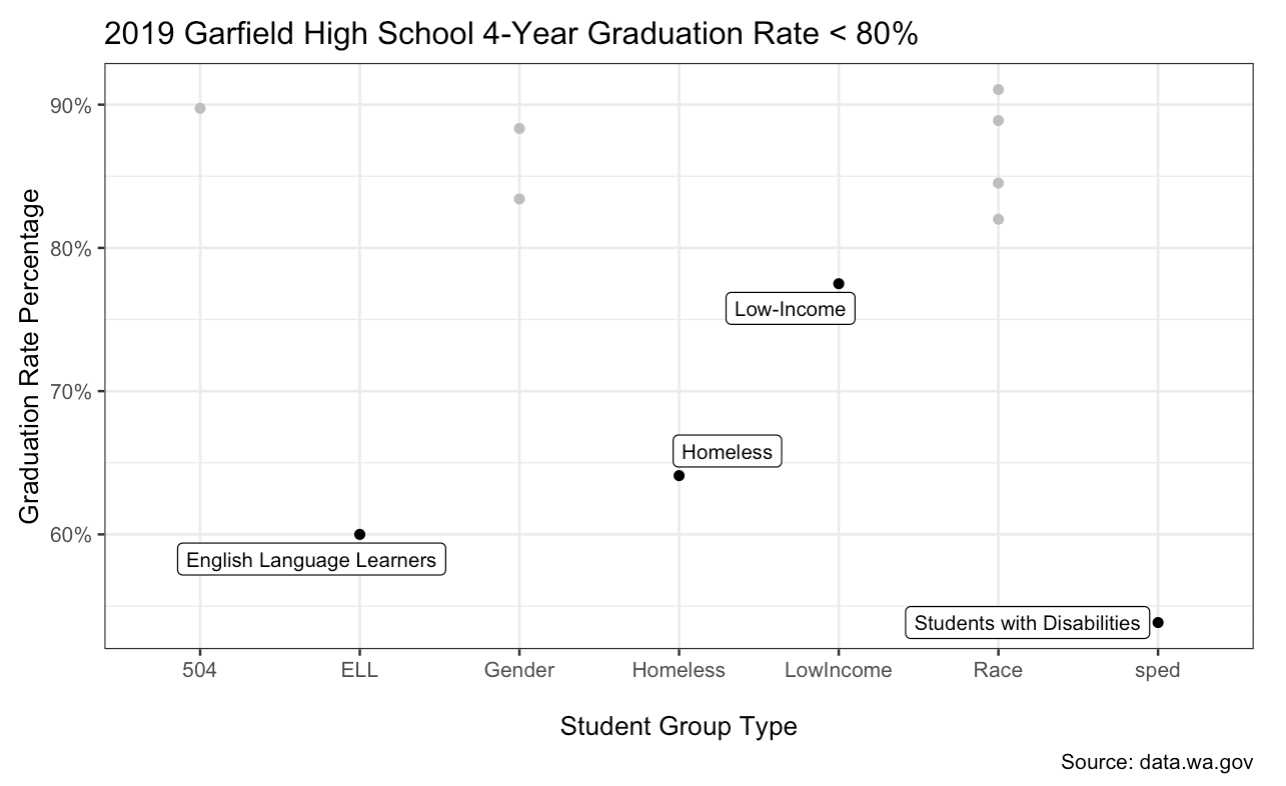 2019 Garfield High School 4-Year Graduation Rate < 80%
Graduation Rate Percentage
90%
80%
70%
60%
Low-Income
Homeless
English Language Learners
Students with Disabilities
504 ELL Gender Homeless LowIncome Race sped
Student Group Type
Source: data.wa.gov